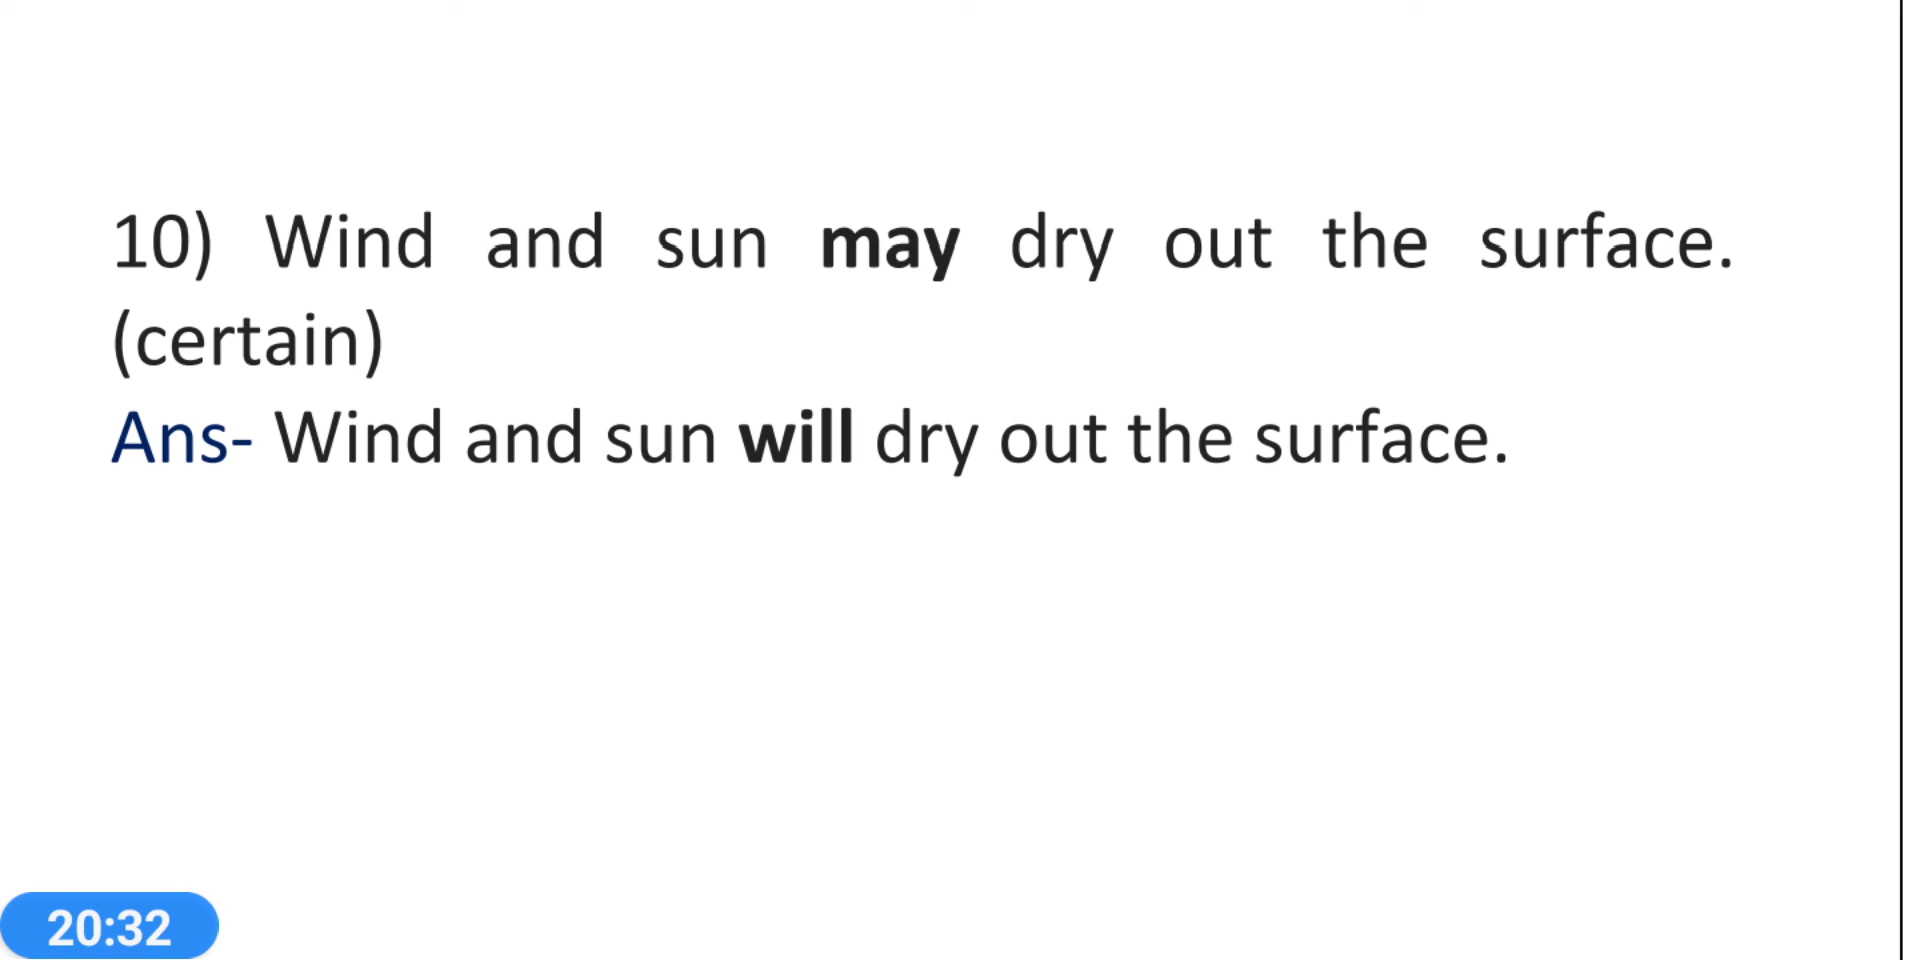 10) Wind and sun may dry out the surface.
(certain)
Ans- Wind and sun will dry out the surface.
20:32